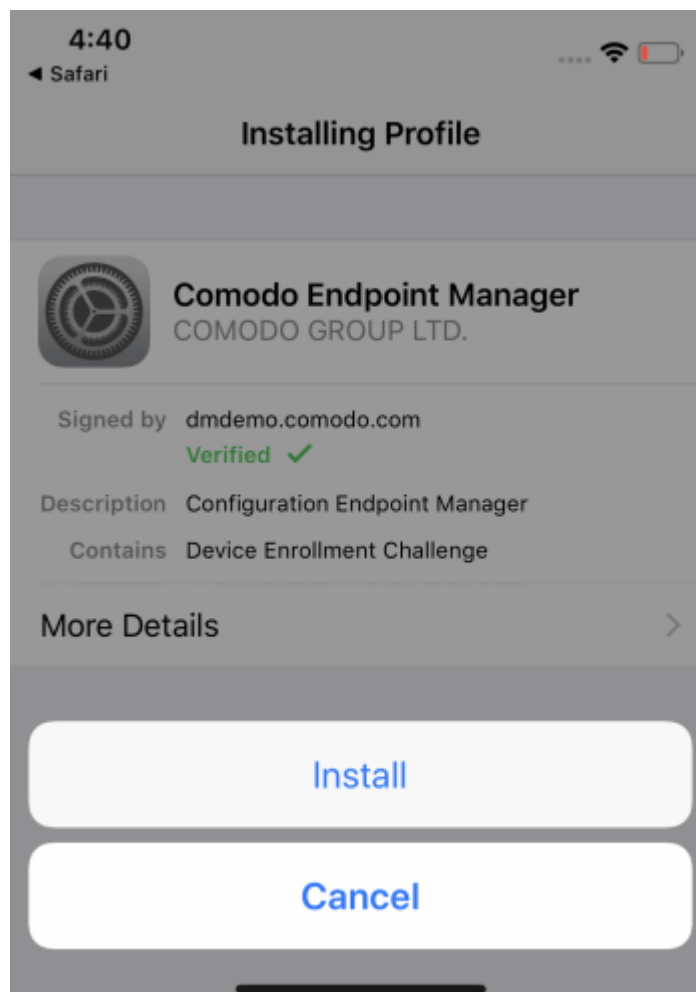 4:40
◀ Safari
Installing Profile
Comodo Endpoint Manager
COMODO GROUP LTD.
Signed by dmdemo.comodo.com
Verified ✓
Description Configuration Endpoint Manager
Contains Device Enrollment Challenge
More Details
Install
Cancel